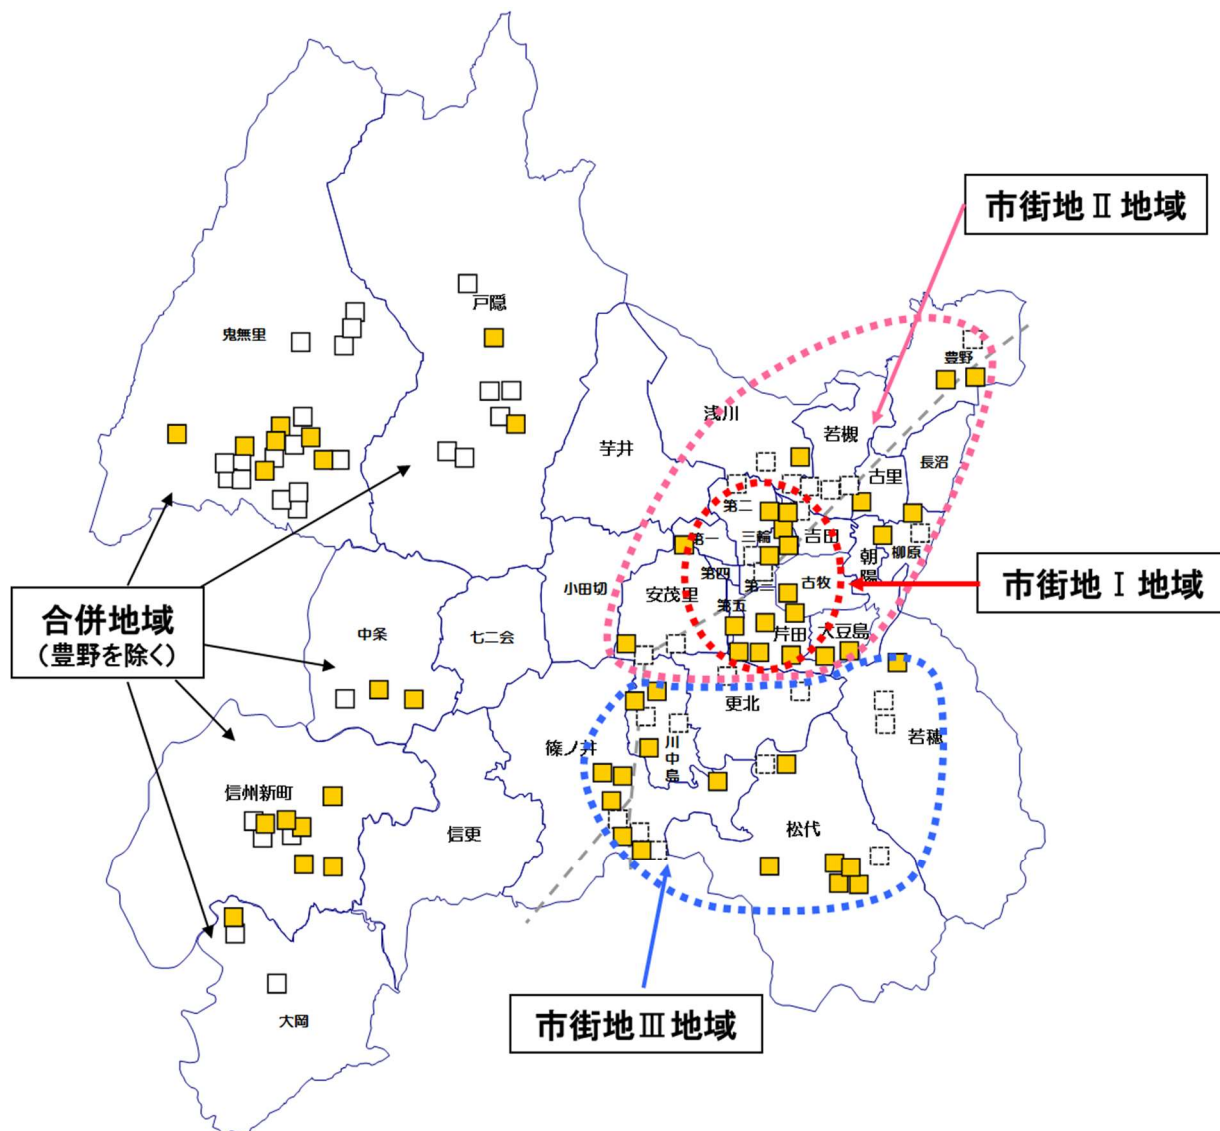 市街地Ⅱ地域
戸隠
鬼無里
豊野
浅川
若槻
芋井
古里
長沼
第二
第一
三輪
吉田
朝陽
柳原
市街地Ⅰ地域
第四
第三
古牧
小田切
安茂里
第五
芹田
大豆島
合併地域
（豊野を除く）
中条
七二会
更北
若穂
篠ノ井
川中島
信州新町
信更
松代
市街地Ⅲ地域
大岡